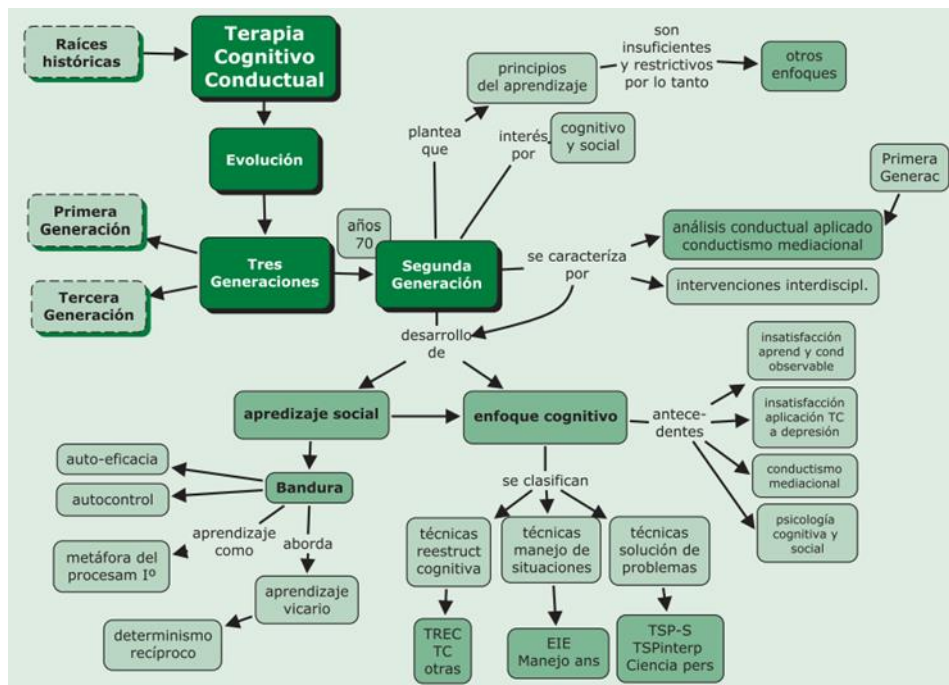 Raíces
históricas
Terapia
Cognitivo
Conductual
Evolución
Primera
Generación
Tercera
Generación
Tres
Generaciones
años
70
Segunda
Generación
plantea
que
principios
del aprendizaje
son
insuficientes
y restrictivos
por lo tanto
otros
enfoques
interés
por
cognitivo
y social
Primera
Generac
se caracteríza
por
análisis conductual aplicado
conductismo mediacional
intervenciones interdiscipl.
desarrollo
de
apredizaje social
enfoque cognitivo
antece-
dentes
insatisfacción
aprend y cond
observable
insatisfacción
aplicación TC
a depresión
conductismo
mediacional
psicología
cognitiva y
social
auto-eficacia
autocontrol
Bandura
aprendizaje
como
aborda
metáfora del
procesam Iº
aprendizaje
vicario
determinismo
recíproco
se clasifican
técnicas
reestruct
cognitiva
técnicas
manejo de
situaciones
técnicas
solución de
problemas
TREC
TC
otras
EIE
Manejo ans
TSP-S
TSPinterp
Ciencia pers